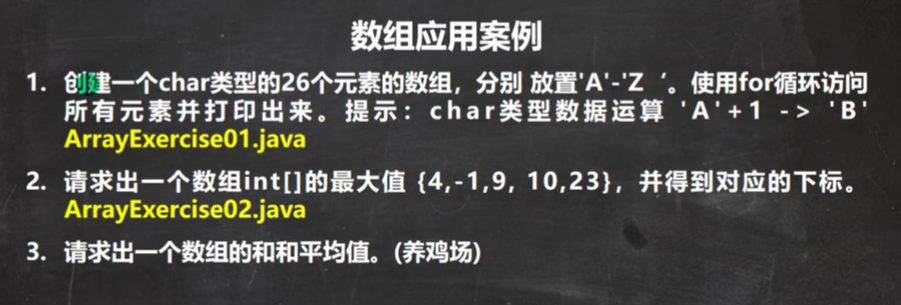 数组应用案例
1. 创建一个char类型的26个元素的数组，分别 放置'A'-'Z ‘。使用for循环访问
所有元素并打印出来。提示：char类型数据运算 'A'+1 -> 'B'
ArrayExercise01.java
2. 请求出一个数组int[]的最大值 {4,-1,9, 10,23}，并得到对应的下标。
ArrayExercise02.java
3. 请求出一个数组的和和平均值。(养鸡场)